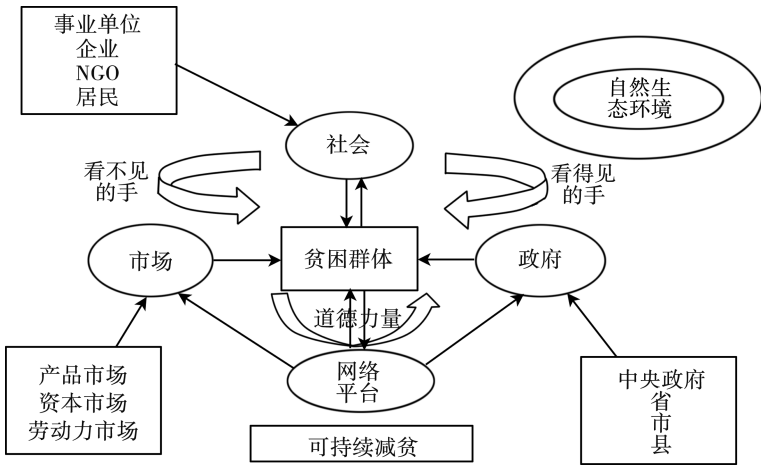 事业单位
企业
NGO
居民
自然生
态环境
社会
看不见
的手
看得见
的手
市场
贫困群体
政府
道德力量
网络
平台
产品市场
资本市场
劳动力市场
中央政府
省
市
县
可持续减贫